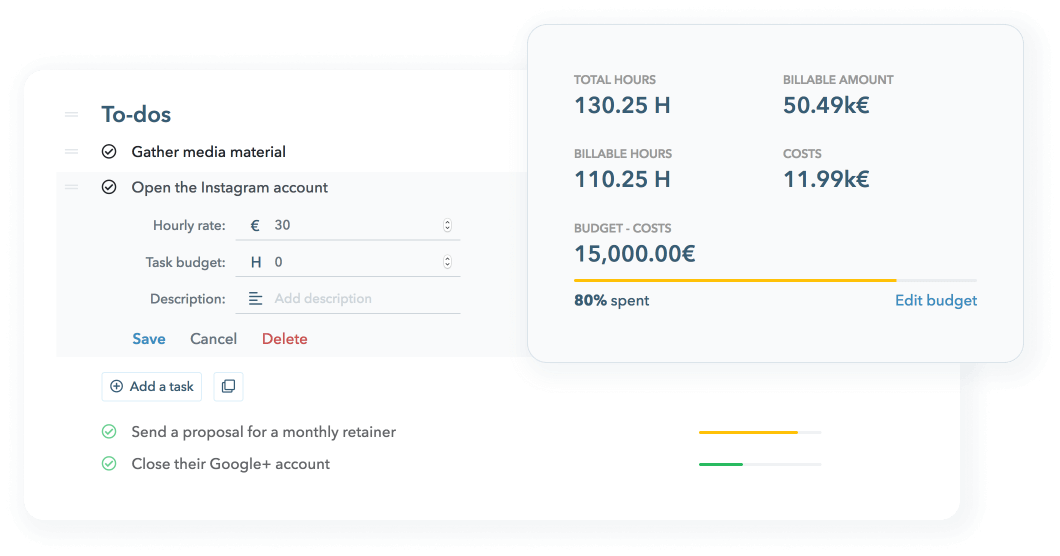 To-dos
Gather media material
Open the Instagram account
Hourly rate: € 30
Task budget: H 0
Description: Add description
Save Cancel Delete
Add a task
Send a proposal for a monthly retainer
Close their Google+ account
TOTAL HOURS BILLABLE AMOUNT
130.25 H 50.49k€
BILLABLE HOURS COSTS
110.25 H 11.99k€
BUDGET - COSTS
15,000.00€
80% spent Edit budget